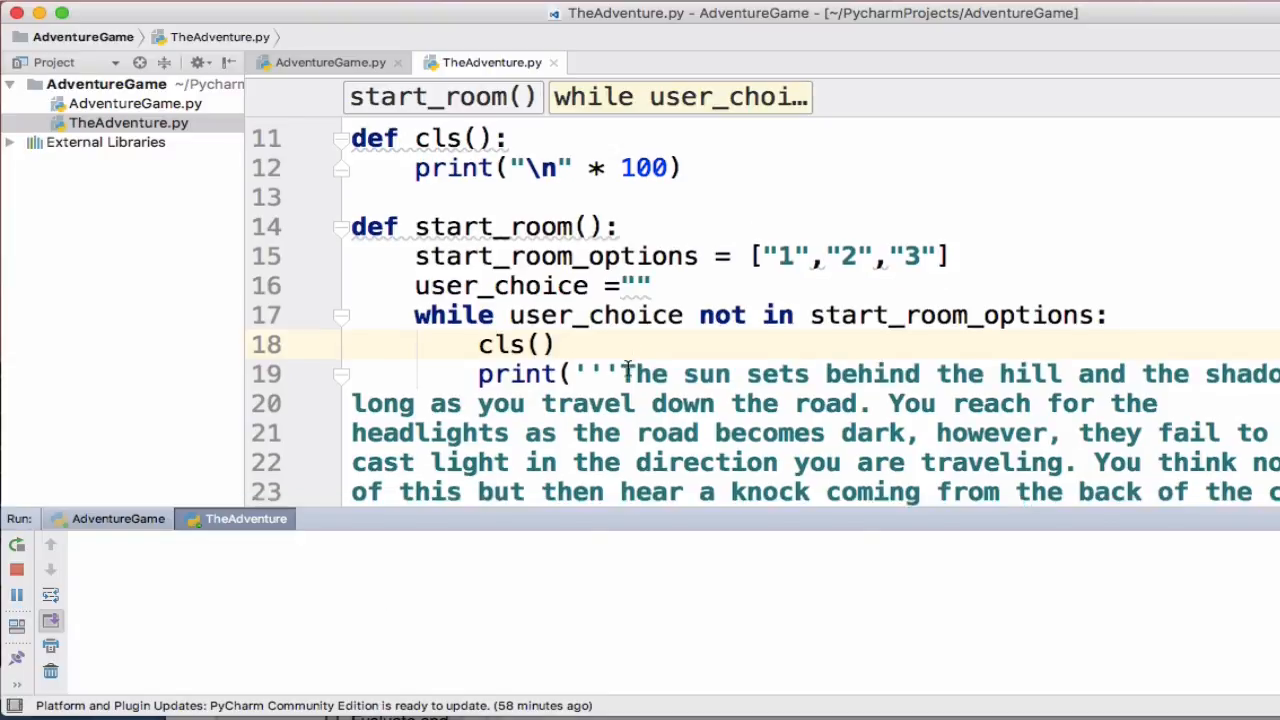 TheAdventure.py - AdventureGame - [~/PycharmProjects/AdventureGame]
AdventureGame TheAdventure.py
Project AdventureGame.py TheAdventure.py
AdventureGame ~/Pycharm
AdventureGame.py
TheAdventure.py
External Libraries
start_room() while user_choi...
11 def cls():
12 print("\n" * 100)
13
14 def start_room():
15 start_room_options = ["1","2","3"]
16 user_choice =""
17 while user_choice not in start_room_options:
18 cls()
19 print('''The sun sets behind the hill and the shado
20 long as you travel down the road. You reach for the
21 headlights as the road becomes dark, however, they fail to
22 cast light in the direction you are traveling. You think no
23 of this but then hear a knock coming from the back of the c
Run: AdventureGame TheAdventure
Platform and Plugin Updates: PyCharm Community Edition is ready to update. (58 minutes ago)